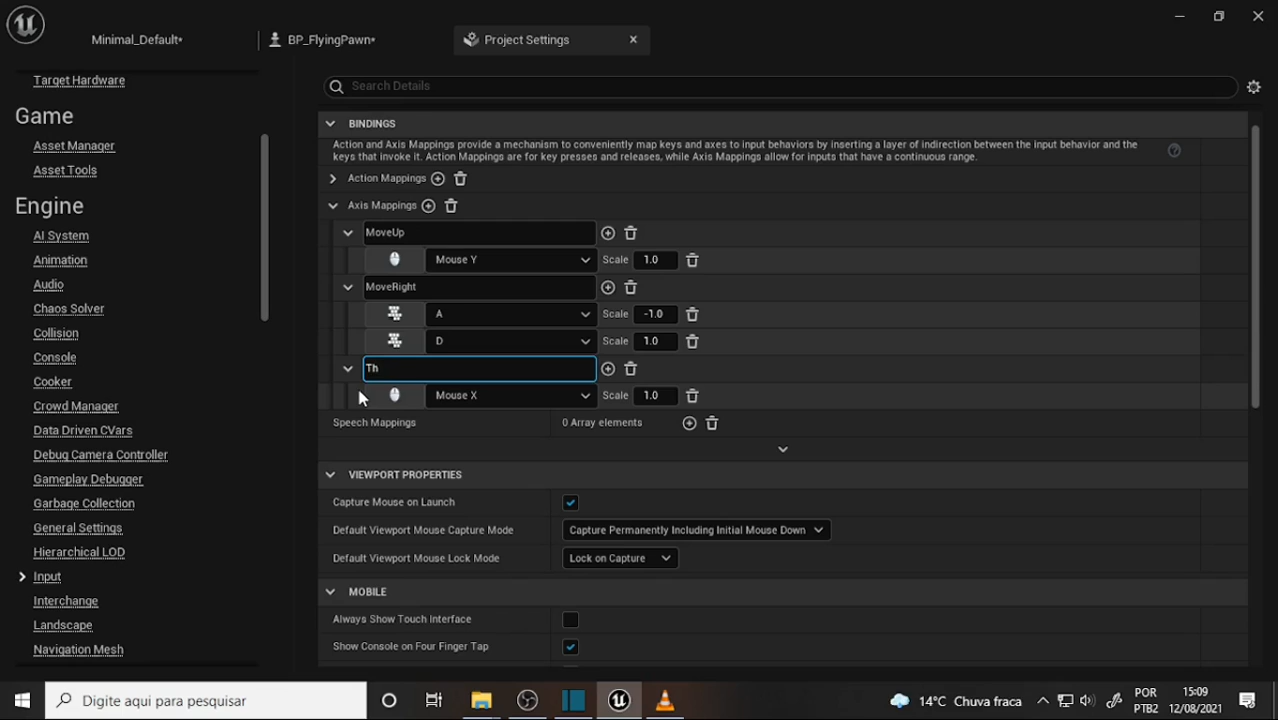 Minimal_Default*
BP_FlyingPawn*
Project Settings
Target Hardware
Game
Asset Manager
Asset Tools
Engine
AI System
Animation
Audio
Chaos Solver
Collision
Console
Cooker
Crowd Manager
Data Driven CVars
Debug Camera Controller
Gameplay Debugger
Garbage Collection
General Settings
Hierarchical LOD
Input
Interchange
Landscape
Navigation Mesh
Search Details
BINDINGS
Action and Axis Mappings provide a mechanism to conveniently map keys and axes to input behaviors by inserting a layer of indirection between the input behavior and the
keys that invoke it. Action Mappings are for key presses and releases, while Axis Mappings allow for inputs that have a continuous range.
Action Mappings
Axis Mappings
MoveUp
Mouse Y Scale 1.0
MoveRight
A Scale -1.0
D Scale 1.0
Th
Mouse X Scale 1.0
Speech Mappings 0 Array elements
VIEWPORT PROPERTIES
Capture Mouse on Launch
Default Viewport Mouse Capture Mode Capture Permanently Including Initial Mouse Down
Default Viewport Mouse Lock Mode Lock on Capture
MOBILE
Always Show Touch Interface
Show Console on Four Finger Tap
Digite aqui para pesquisar
14°C Chuva fraca
POR
PTB2
15:09
12/08/2021